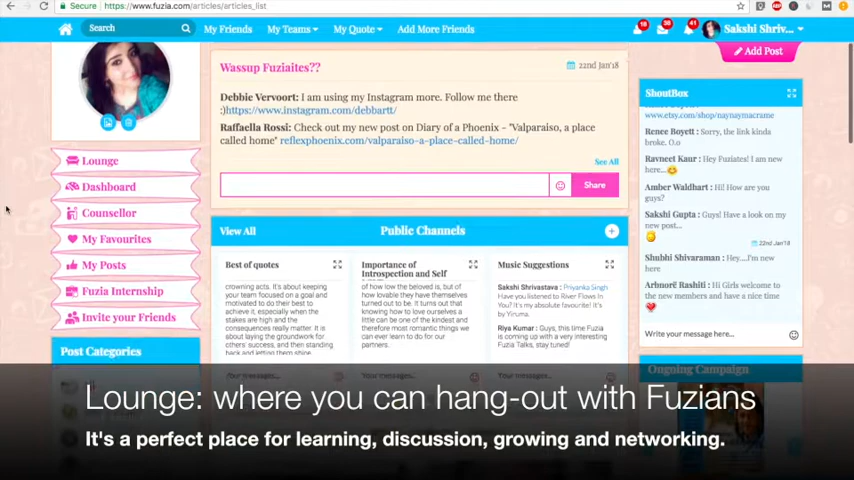 Secure https://www.fuzia.com/articles/articles_list
Search
My Friends
My Teams
My Quote
Add More Friends
18
38
41
Sakshi Shriv...
Add Post
Lounge
Dashboard
Counsellor
My Favourites
My Posts
Fuzia Internship
Invite your Friends
Post Categories
Wassup Fuziaites??
22nd Jan'18
Debbie Vervoort: I am using my Instagram more. Follow me there
:)https://www.instagram.com/debbartt/
Raffaella Rossi: Check out my new post on Diary of a Phoenix - "Valparaiso, a place
called home" reflexphoenix.com/valparaiso-a-place-called-home/
See All
Share
View All
Public Channels
Best of quotes
crowning acts. It's about keeping
your team focused on a goal and
motivated to do their best to
achieve it, especially when the
stakes are high and the
consequences really matter. It is
about laying the groundwork for
others' success, and then standing
back and letting them shine.
Your messages...
Importance of
Introspection and Self
of how low the beloved is, but of
how lovable they have themselves
turned out to be. It turns out that
knowing how to love ourselves a
little can be one of the kindest and
therefore most romantic things we
can ever learn to do for our
partners.
Your messages...
Music Suggestions
Sakshi Shrivastava : Priyanka Singh
Have you listened to River Flows In
You? It's my absolute favourite! It's
by Yiruma.
Riya Kumar : Guys, this time Fuzia
is coming up with a very interesting
Fuzia Talks, stay tuned!
Your messages...
ShoutBox
www.etsy.com/shop/naynaymacrame
Renee Boyett : Sorry, the link kinda
broke. O.o
Ravneet Kaur : Hey Fuziates! I am new
here...
Amber Waldhart : Hi! How are you
guys?
Sakshi Gupta : Guys! Have a look on my
new post...
22nd Jan'18
Shubhi Shivaraman : Hey....I'm new
here
Arbnorë Rashiti : Hi Girls welcome to
the new members and have a nice time
Write your message here...
Ongoing Campaign
Lounge: where you can hang-out with Fuzians
It's a perfect place for learning, discussion, growing and networking.